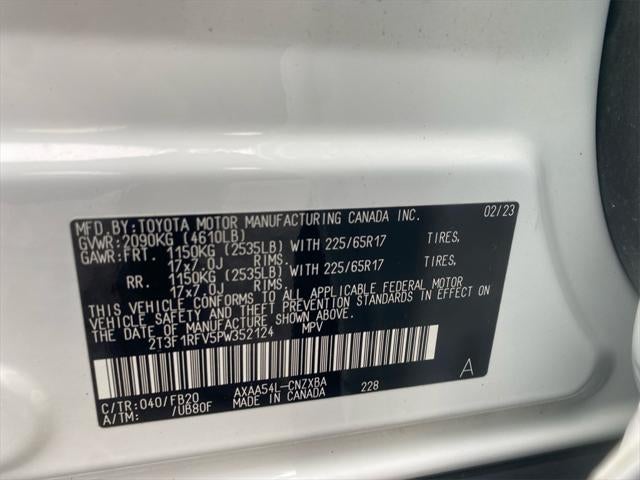 MFD.BY:TOYOTA MOTOR MANUFACTURING CANADA INC. 02/23
GVWR:2090KG (4610LB)
GAWR:FRT. 1150KG (2535LB) WITH 225/65R17 TIRES,
17x7.0J RIMS.
RR. 1150KG (2535LB) WITH 225/65R17 TIRES,
17x7.0J RIMS.
THIS VEHICLE CONFORMS TO ALL APPLICABLE FEDERAL MOTOR
VEHICLE SAFETY AND THEFT PREVENTION STANDARDS IN EFFECT ON
THE DATE OF MANUFACTURE SHOWN ABOVE.
2T3F1RFV5PW352124 MPV
C/TR:040/FB20 AXAA54L-CNZXBA 228 A
A/TM: /UB80F MADE IN CANADA